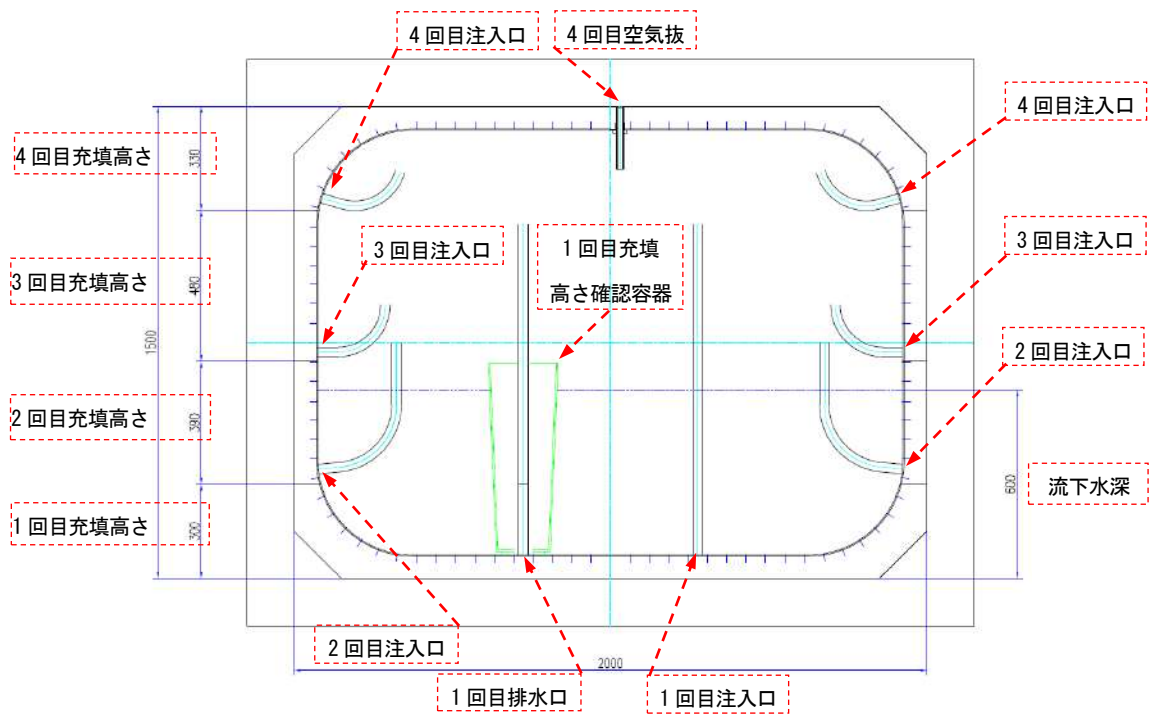 4回目注入口
4回目空気抜
4回目注入口
4回目充填高さ
330
3回目注入口
1回目充填
高さ確認容器
3回目注入口
3回目充填高さ
480
1500
2回目注入口
2回目充填高さ
390
600
流下水深
1回目充填高さ
300
2回目注入口
2000
1回目排水口
1回目注入口